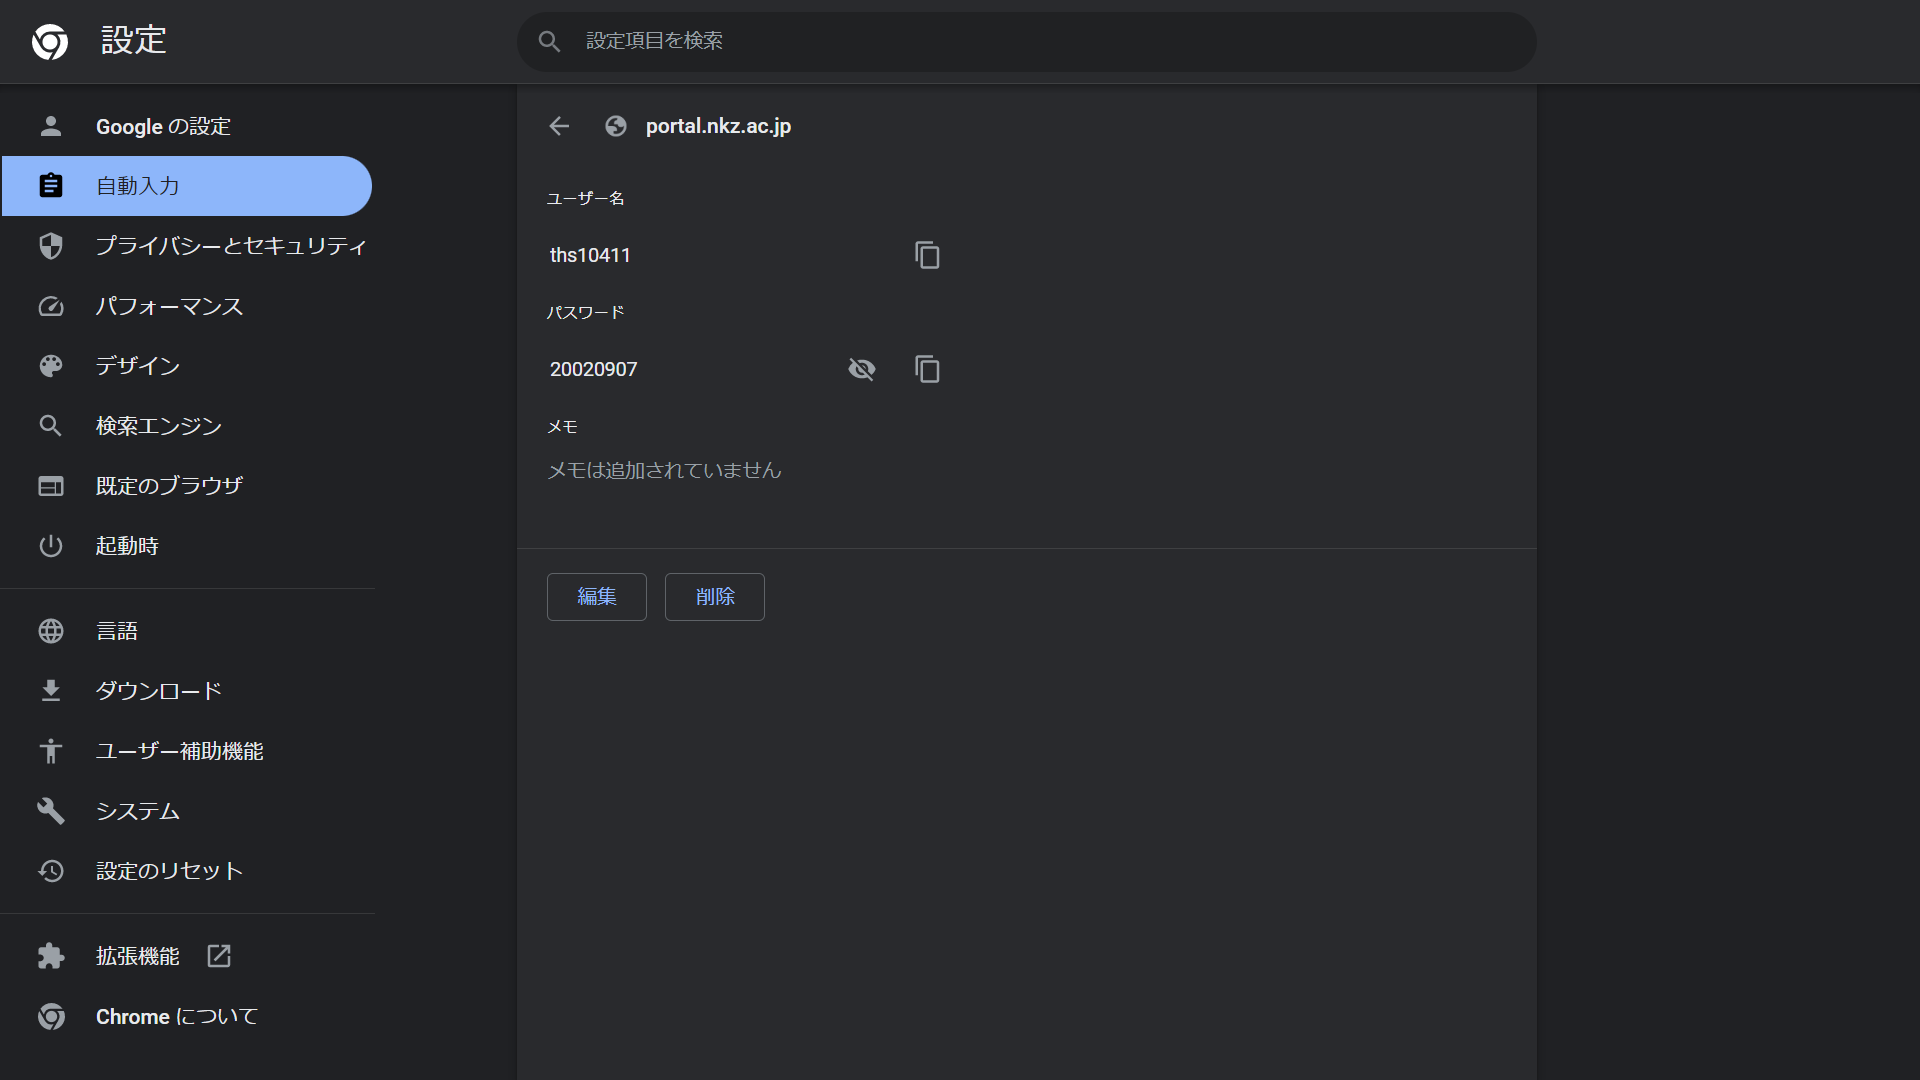 設定
設定項目を検索
Google の設定
自動入力
プライバシーとセキュリティ
パフォーマンス
デザイン
検索エンジン
既定のブラウザ
起動時
言語
ダウンロード
ユーザー補助機能
システム
設定のリセット
拡張機能
Chrome について
portal.nkz.ac.jp
ユーザー名
ths10411
パスワード
20020907
メモ
メモは追加されていません
編集
削除